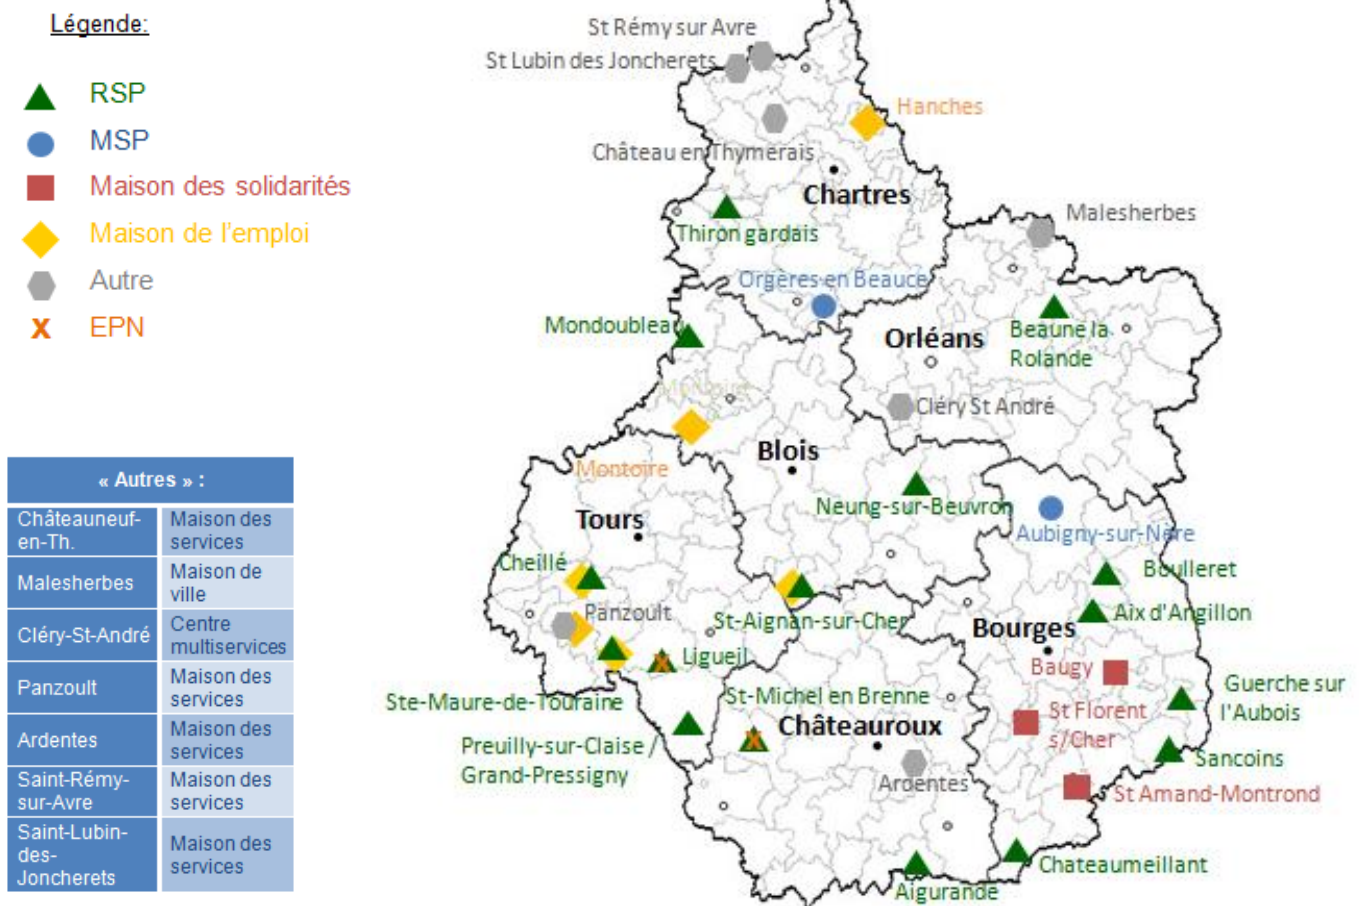 Légende:
RSP
MSP
Maison des solidarités
Maison de l'emploi
Autre
X EPN
« Autres » :
Châteauneuf-
en-Th.
Maison des
services
Malesherbes
Maison de
ville
Cléry-St-André
Centre
multiservices
Panzoult
Maison des
services
Ardentes
Maison des
services
Saint-Rémy-
sur-Avre
Maison des
services
Saint-Lubin-
des-
Joncherets
Maison des
services
St Rémy sur Avre
St Lubin des Joncherets
Hanches
Château en Thymerais
Chartres
Thiron gardais
Malesherbes
Orgères en Beauce
Mondoubleau
Orléans
Beaune la
Rolande
Cléry St André
Blois
Montoire
Neung-sur-Beuvron
Tours
Aubigny-sur-Nère
Cheillé
Boulleret
Panzoult
St-Aignan-sur-Cher
Aix d'Angillon
Bourges
Ligueil
Baugy
Ste-Maure-de-Touraine
St-Michel en Brenne
Guerche sur
l'Aubois
St Florent
s/Cher
Châteauroux
Preuilly-sur-Claise /
Grand-Pressigny
Sancoins
Ardentes
St Amand-Montrond
Chateaumeillant
Aigurande